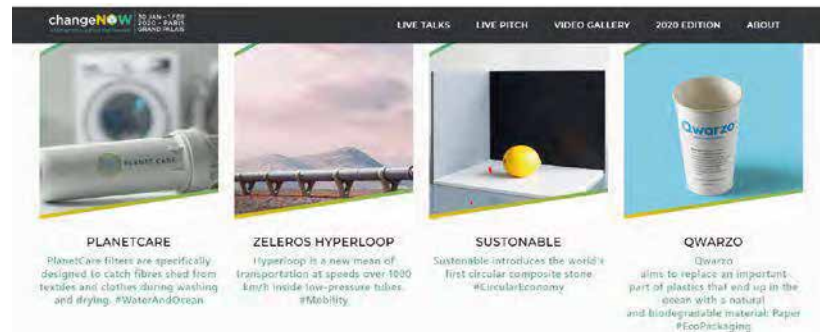 changeNOW
30 JAN - 1 FEB
2020 - PARIS
GRAND PALAIS
LIVE TALKS
LIVE PITCH
VIDEO GALLERY
2020 EDITION
ABOUT
PLANET CARE
Qwarzo
PLANETCARE
PlanetCare filters are specifically
designed to catch fibres shed from
textiles and clothes during washing
and drying. #WaterAndOcean
ZELEROS HYPERLOOP
Hyperloop is a new mean of
transportation at speeds over 1000
km/h inside low-pressure tubes.
#Mobility
SUSTONABLE
Sustonable introduces the world's
first circular composite stone.
#CircularEconomy
QWARZO
Qwarzo
aims to replace an important
part of plastics that end up in the
ocean with a natural
and biodegradable material: Paper
#EcoPackaging